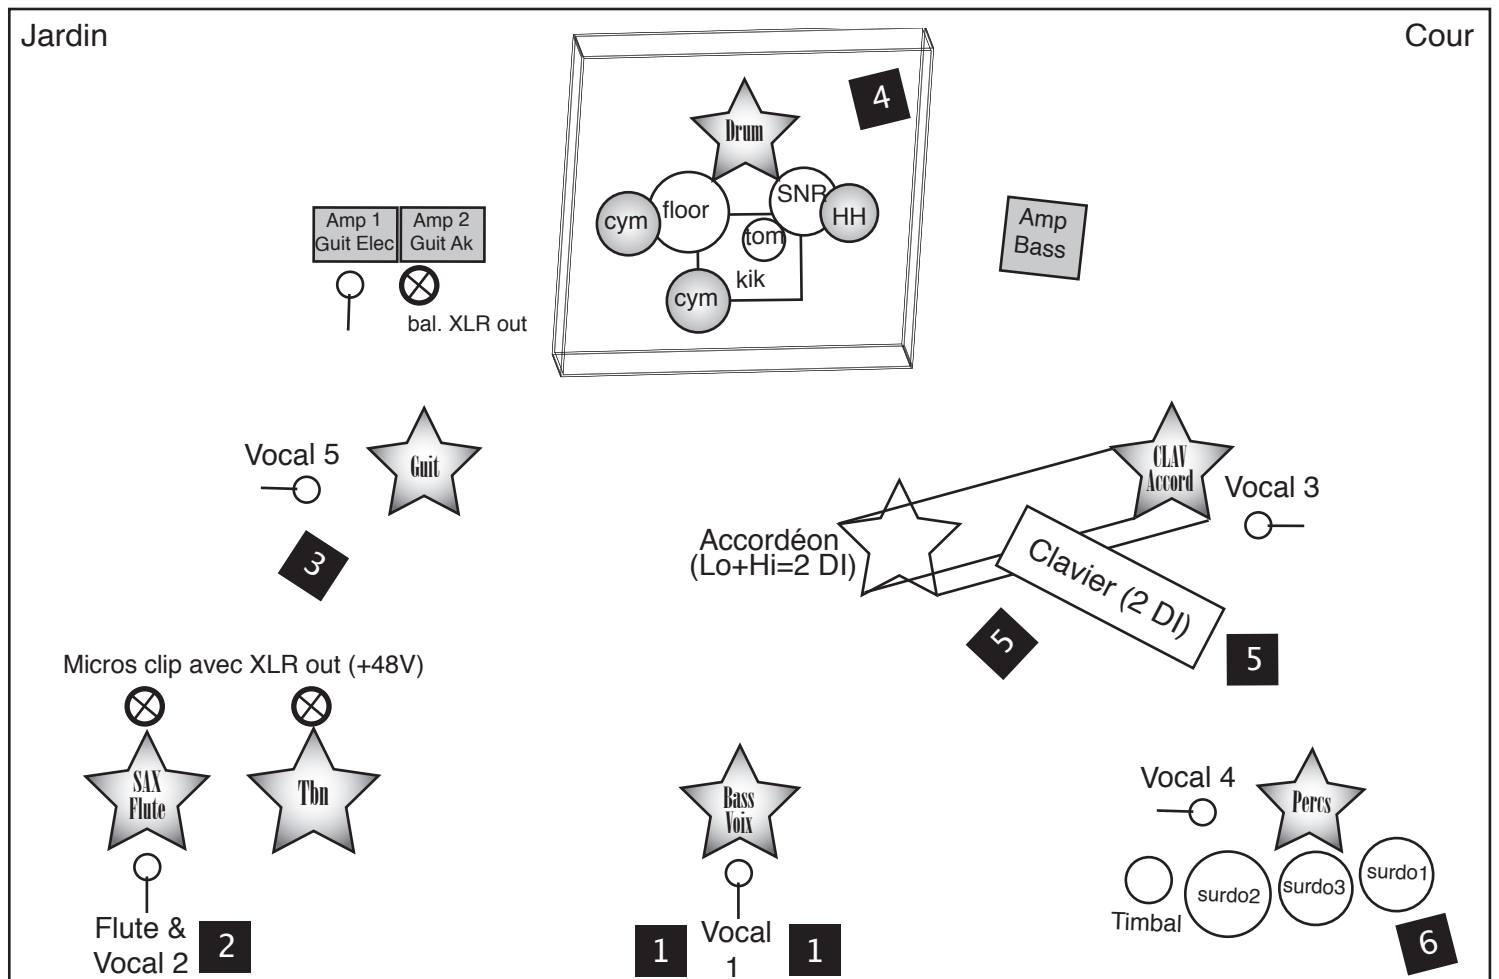 Jardin
Cour
4
Drum
Amp 1
Guit Elec
Amp 2
Guit Ak
cym
floor
SNR
HH
tom
kik
cym
Amp
Bass
bal. XLR out
Vocal 5
Guit
3
CLAV
Accord
Vocal 3
Accordéon
(Lo+Hi=2 DI)
Clavier (2 DI)
5
5
Micros clip avec XLR out (+48V)
SAX
Flute
Tbn
Bass
Voix
Vocal 4
Percs
Timbal
surdo2
surdo3
surdo1
Flute &
Vocal 2
2
1
Vocal
1
1
6